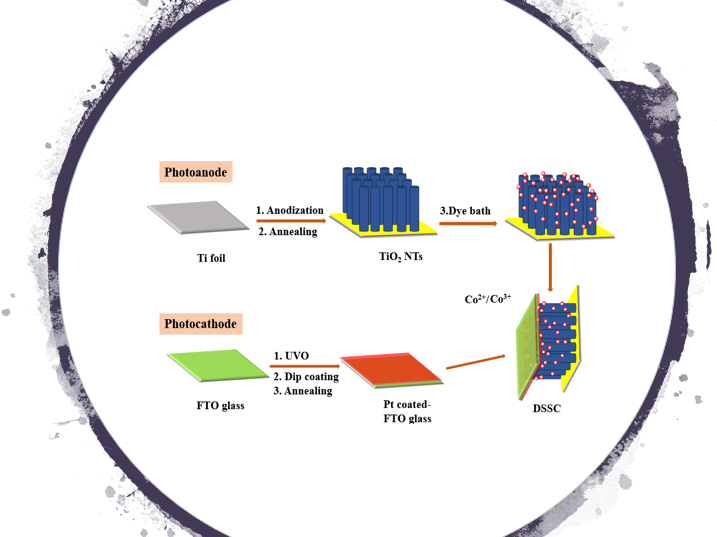 Photoanode
1. Anodization
2. Annealing
3.Dye bath
Ti foil
TiO₂ NTs
Co²⁺/Co³⁺
Photocathode
1. UVO
2. Dip coating
3. Annealing
FTO glass
Pt coated-
FTO glass
DSSC